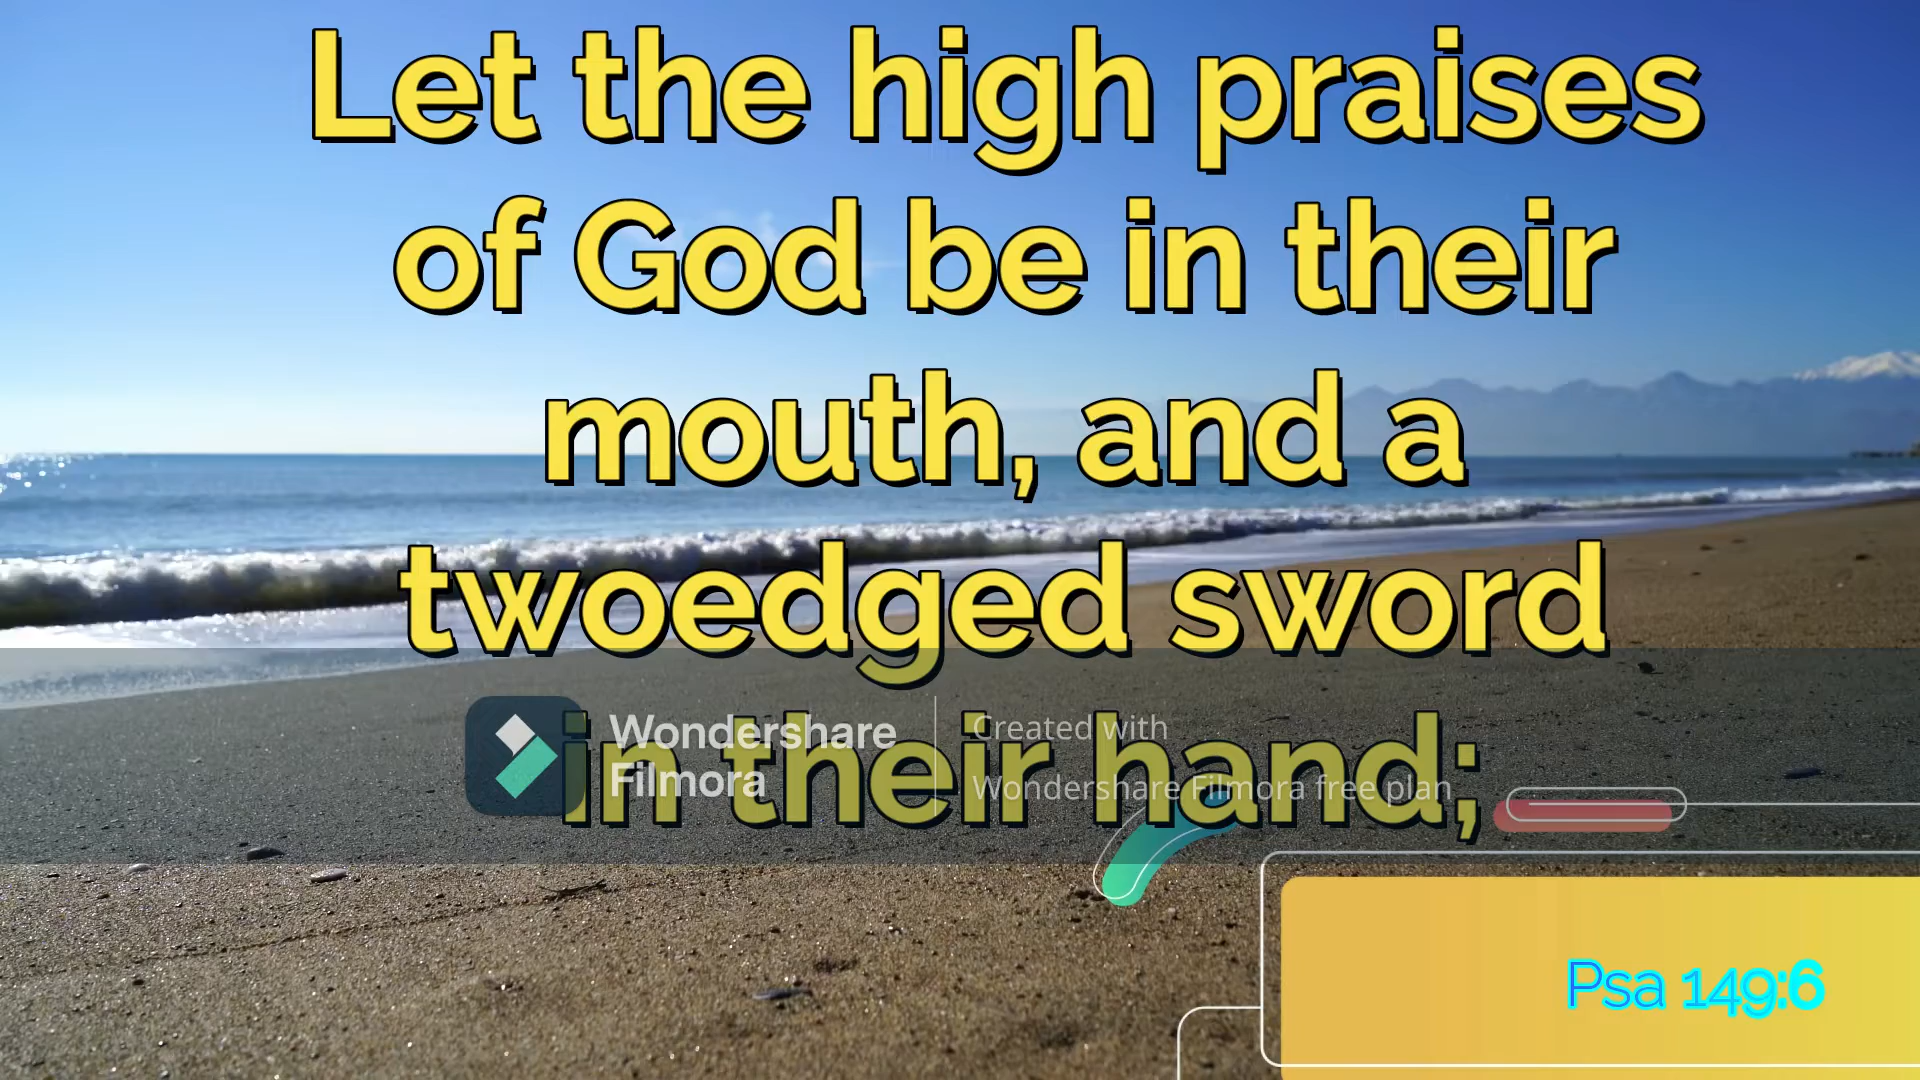 Let the high praises
of God be in their
mouth, and a
twoedged sword
in their hand;
Wondershare
Filmora
Created with
Wondershare Filmora free plan
Psa 149:6